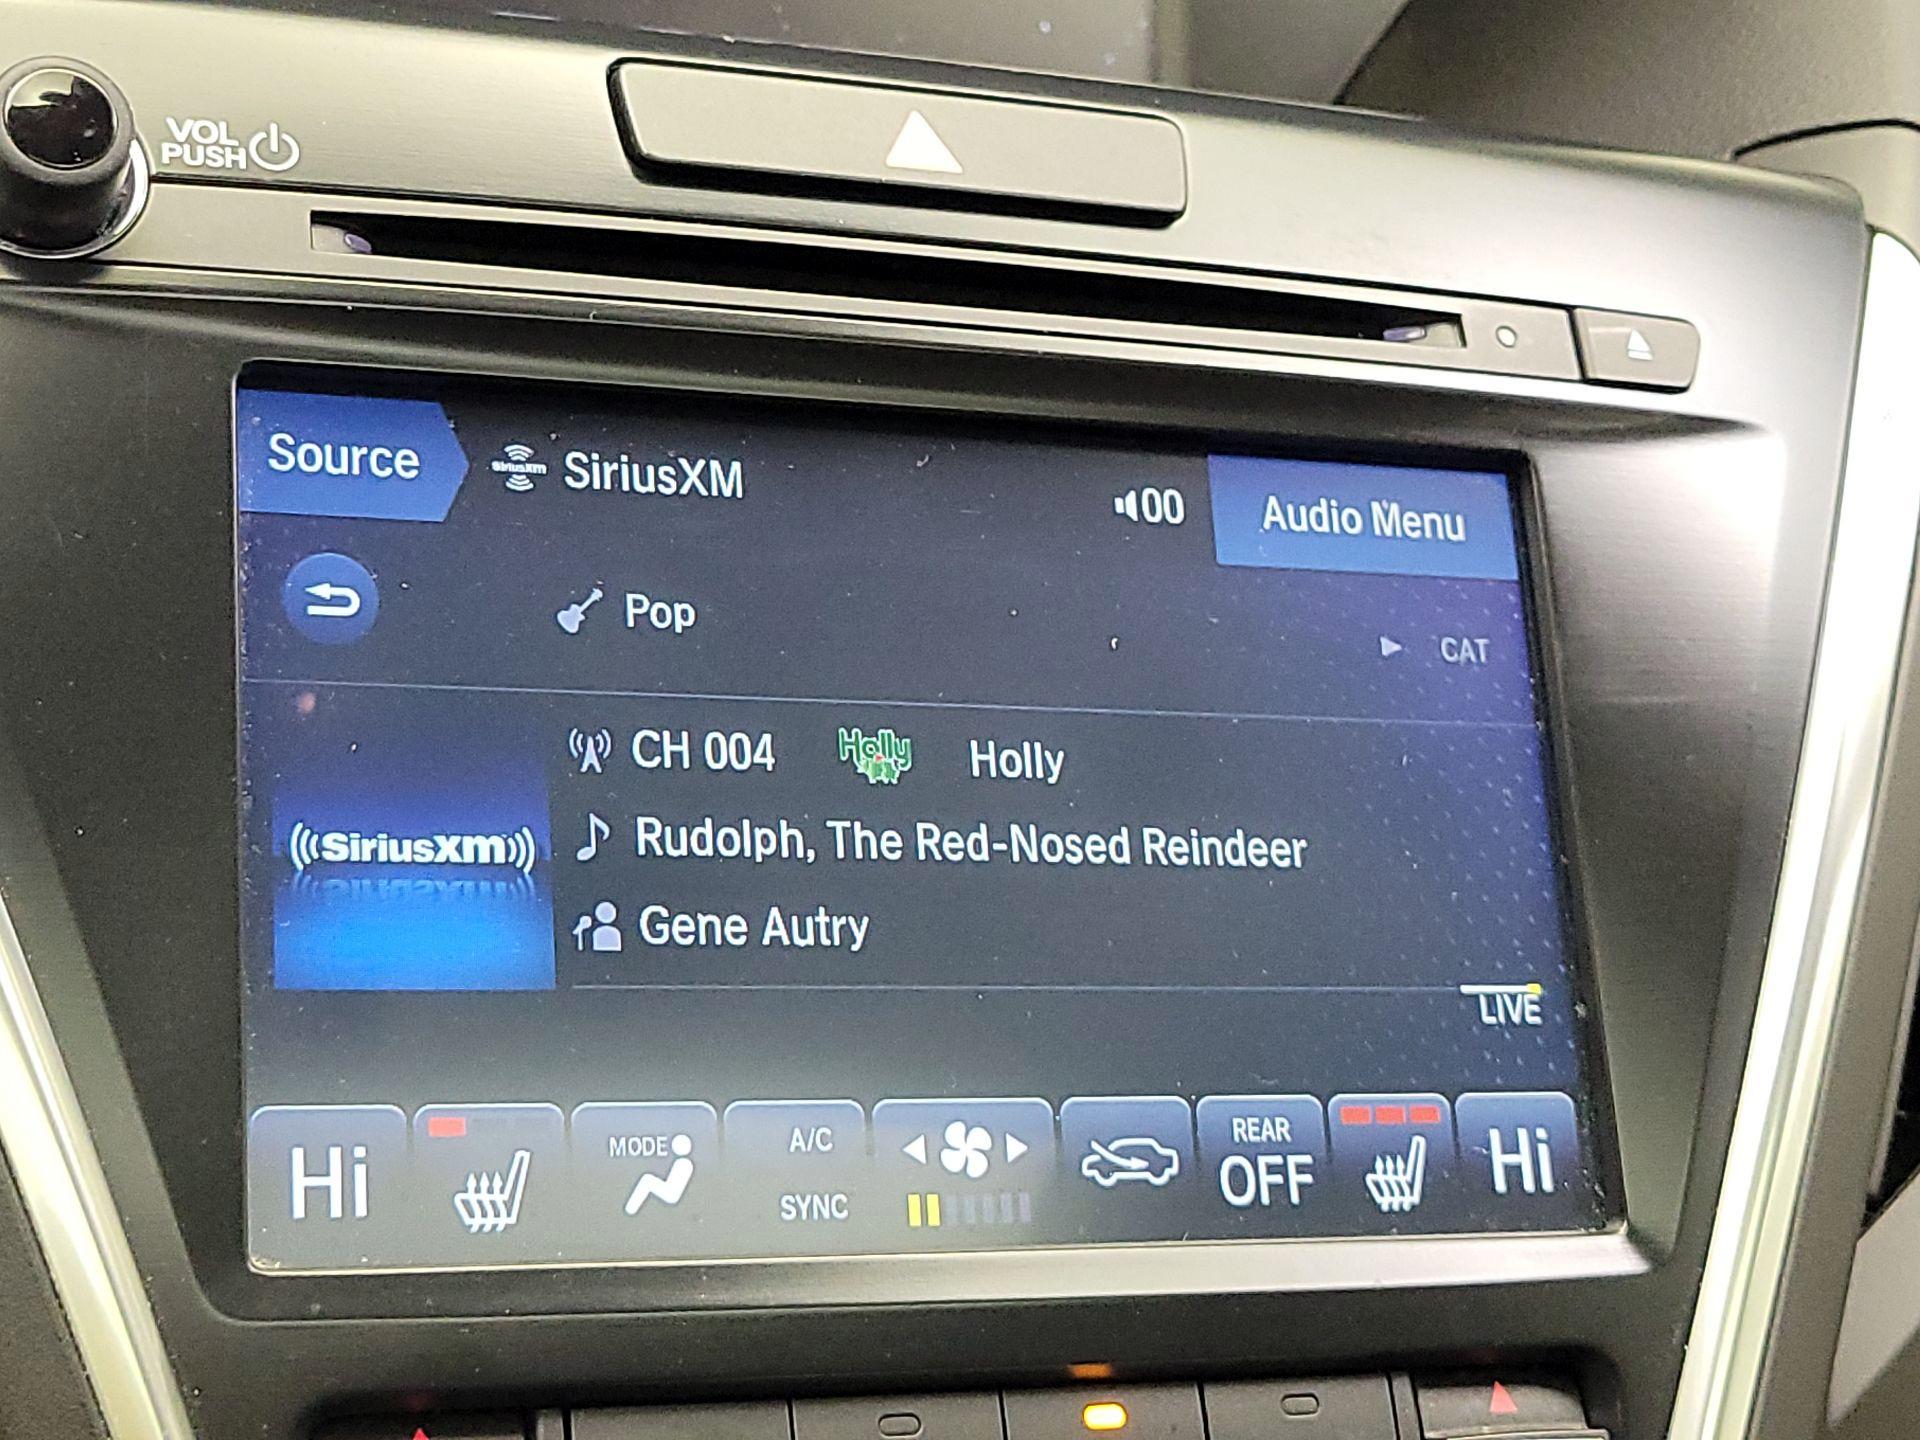 VOL
PUSH
Source
SiriusXM
SiriusXM
00
Audio Menu
Pop
CAT
CH 004
Holly
Holly
Rudolph, The Red-Nosed Reindeer
((SiriusXM))
Gene Autry
LIVE
Hi
MODE
A/C
SYNC
REAR
OFF
Hi